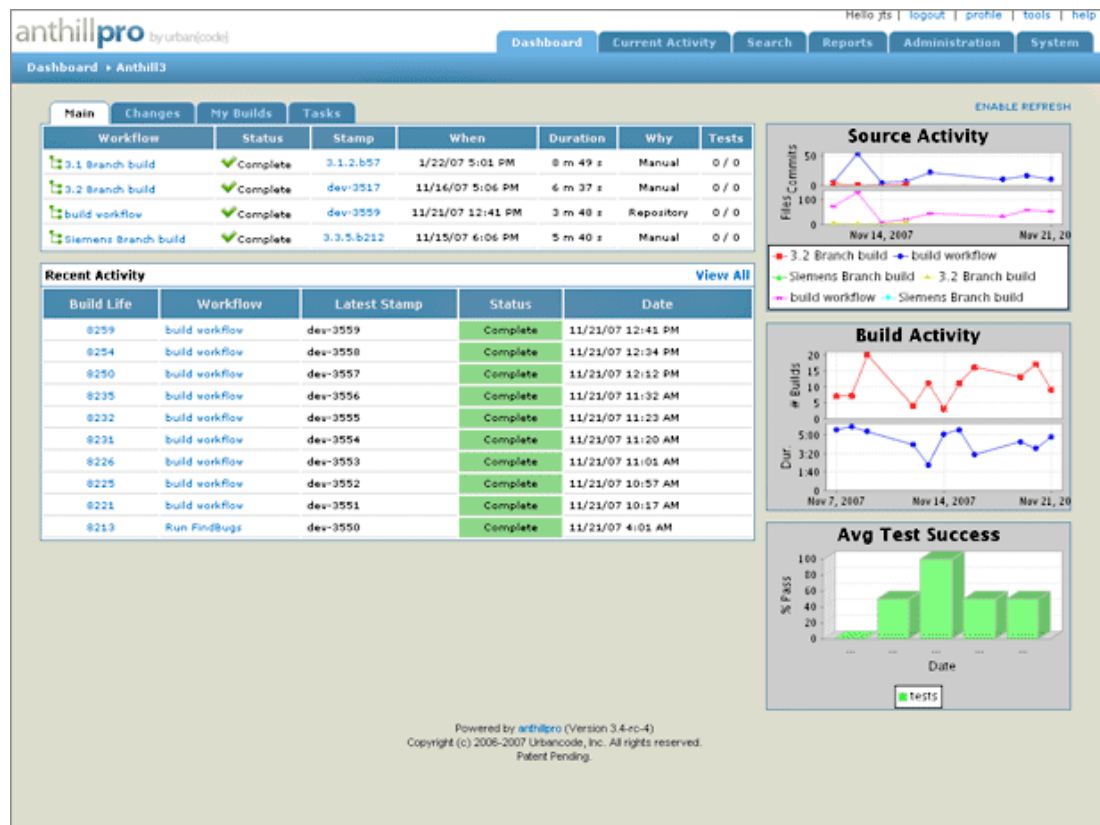 Hello jts | logout | profile | tools | help
anthillpro by urban{code}
Dashboard Current Activity Search Reports Administration System
Dashboard ▸ Anthill3
ENABLE REFRESH
Main Changes My Builds Tasks
Workflow Status Stamp When Duration Why Tests
3.1 Branch build Complete 3.1.2.b57 1/22/07 5:01 PM 8 m 49 s Manual 0 / 0
3.2 Branch build Complete dev-3517 11/16/07 5:06 PM 6 m 37 s Manual 0 / 0
build workflow Complete dev-3559 11/21/07 12:41 PM 3 m 48 s Repository 0 / 0
Siemens Branch build Complete 3.3.5.b212 11/15/07 6:06 PM 5 m 40 s Manual 0 / 0
Recent Activity View All
Build Life Workflow Latest Stamp Status Date
8259 build workflow dev-3559 Complete 11/21/07 12:41 PM
8254 build workflow dev-3558 Complete 11/21/07 12:34 PM
8250 build workflow dev-3557 Complete 11/21/07 12:12 PM
8235 build workflow dev-3556 Complete 11/21/07 11:32 AM
8232 build workflow dev-3555 Complete 11/21/07 11:23 AM
8231 build workflow dev-3554 Complete 11/21/07 11:20 AM
8226 build workflow dev-3553 Complete 11/21/07 11:01 AM
8225 build workflow dev-3552 Complete 11/21/07 10:57 AM
8221 build workflow dev-3551 Complete 11/21/07 10:17 AM
8213 Run FindBugs dev-3550 Complete 11/21/07 4:01 AM
Source Activity
Commits
50
0
Files
100
0
Nov 14, 2007 Nov 21, 20
3.2 Branch build build workflow
Siemens Branch build 3.2 Branch build
build workflow Siemens Branch build
Build Activity
# Builds
20
15
10
5
0
Dur.
5:00
3:20
1:40
0
Nov 7, 2007 Nov 14, 2007 Nov 21, 20
Avg Test Success
% Pass
100
80
60
40
20
0
... ... ... ... ...
Date
tests
Powered by anthillpro (Version 3.4-rc-4)
Copyright (c) 2006-2007 Urbancode, Inc. All rights reserved.
Patent Pending.